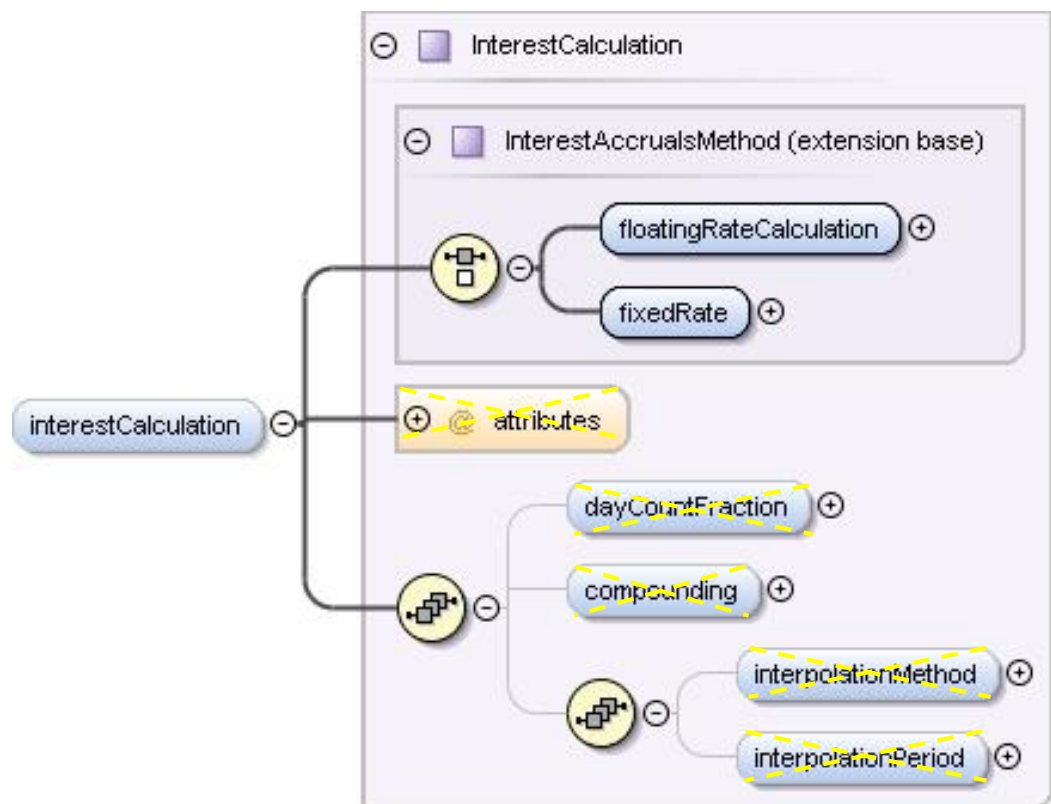 InterestCalculation
InterestAccrualsMethod (extension base)
floatingRateCalculation
fixedRate
interestCalculation
@ attributes
dayCountFraction
compounding
interpolationMethod
interpolationPeriod